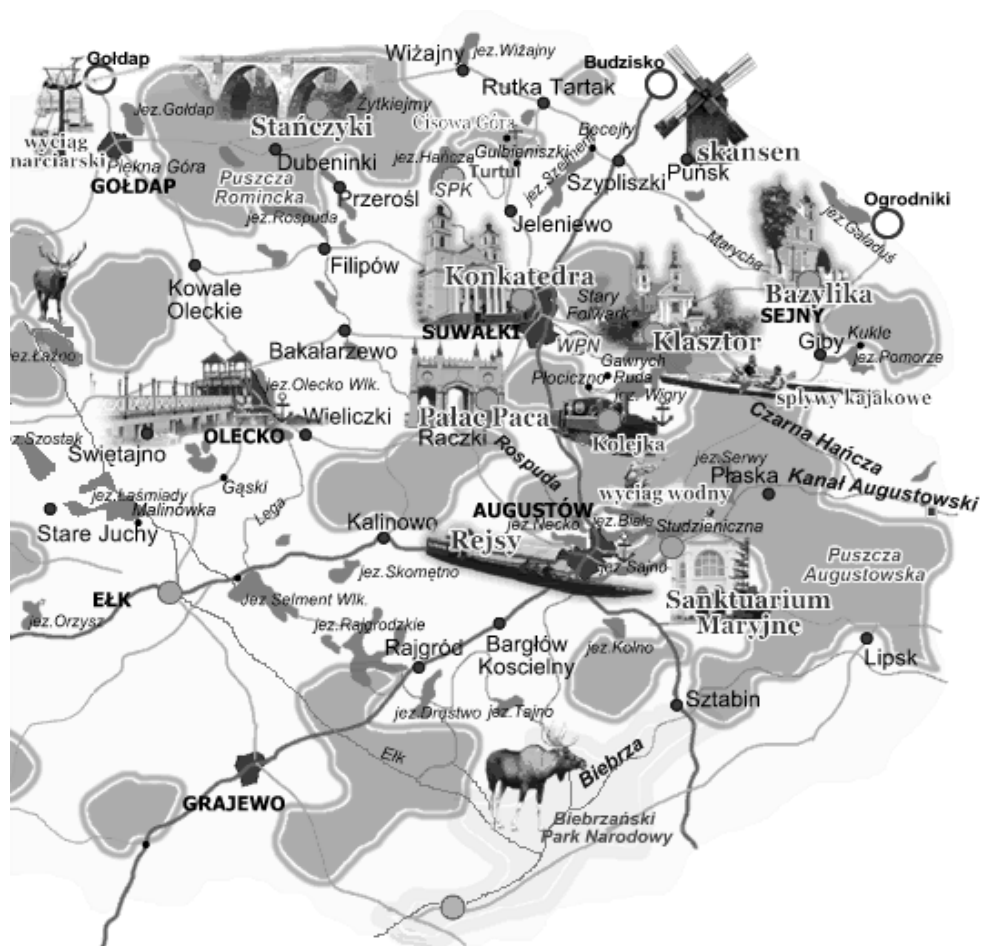 Gołdap
Wiżajny
jez.Wiżajny
Budzisko
Rutka Tartak
Żytkiejmy
jez.Gołdap
Stańczyki
Cisowa Góra
Becejły
wyciąg
narciarski
Piękna Góra
GOŁDAP
Dubeninki
jez.Hańcza
Gulbieniszki
Turtul
jez.Szelment
Szypliszki
skansen
Puńsk
Puszcza
Romincka
Przerośl
SPK
jez.Rospuda
Jeleniewo
Ogrodniki
jez.Gaładuś
Marycha
Filipów
Kowale
Oleckie
Konkatedra
SUWAŁKI
Stary
Folwark
Bazylika
SEJNY
Klasztor
WPN
Giby
Kukle
jez.Pomorze
jez.Łaźno
Bakałarzewo
Gawrych
Ruda
Płociczno
jez.Wigry
spływy kajakowe
jez.Olecko Wlk.
Wieliczki
OLECKO
Pałac Paca
Raczki
Kolejka
Czarna Hańcza
ez.Szostak
Świętajno
Rospuda
jez.Serwy
Płaska
Kanał Augustowski
Gąski
jez.Łaśmiady
Malinówka
Lega
Stare Juchy
Kalinowo
AUGUSTÓW
wyciąg wodny
jez.Necko
jez.Białe
Studzieniczna
Rejsy
jez.Sajno
Puszcza
Augustowska
jez.Skomętno
EŁK
Jez.Selment Wlk.
jez.Orzysz
jez.Rajgrodzkie
Sanktuarium
Maryjnę
Rajgród
Bargłów
Koscielny
jez.Kolno
Lipsk
Sztabin
jez.Dręstwo
jez.Tajno
Ełk
Biebrza
GRAJEWO
Biebrzański
Park Narodowy